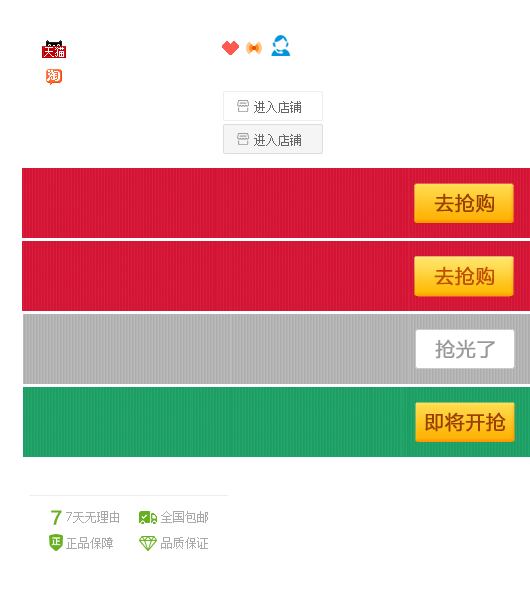 天猫
淘
进入店铺
进入店铺
去抢购
去抢购
抢光了
即将开抢
7 7天无理由 全国包邮
正 正品保障 品质保证